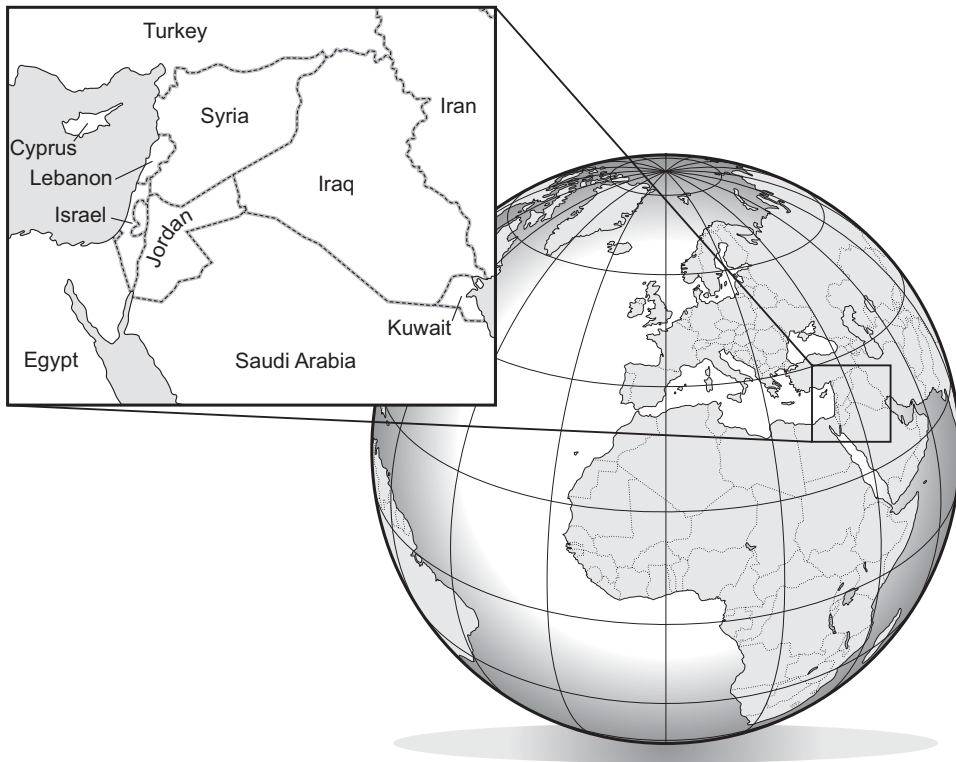 Turkey
Iran
Syria
Cyprus
Lebanon
Iraq
Israel
Jordan
Kuwait
Egypt
Saudi Arabia